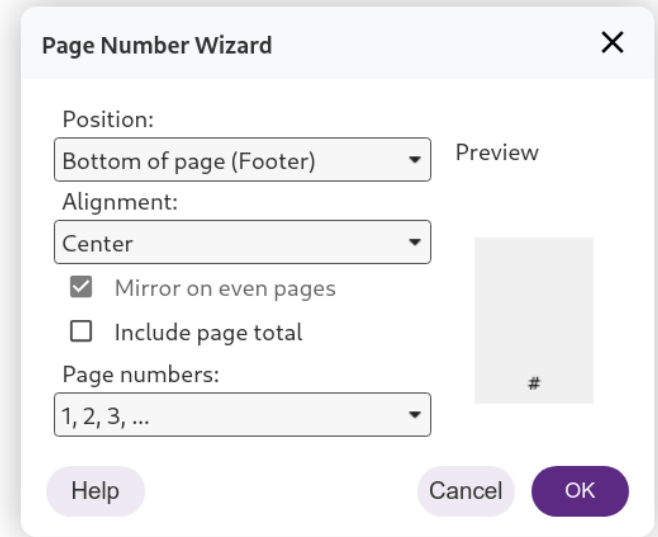 Page Number Wizard
Position:
Bottom of page (Footer)
Preview
Alignment:
Center
Mirror on even pages
Include page total
#
Page numbers:
1, 2, 3, ...
Help
Cancel
OK